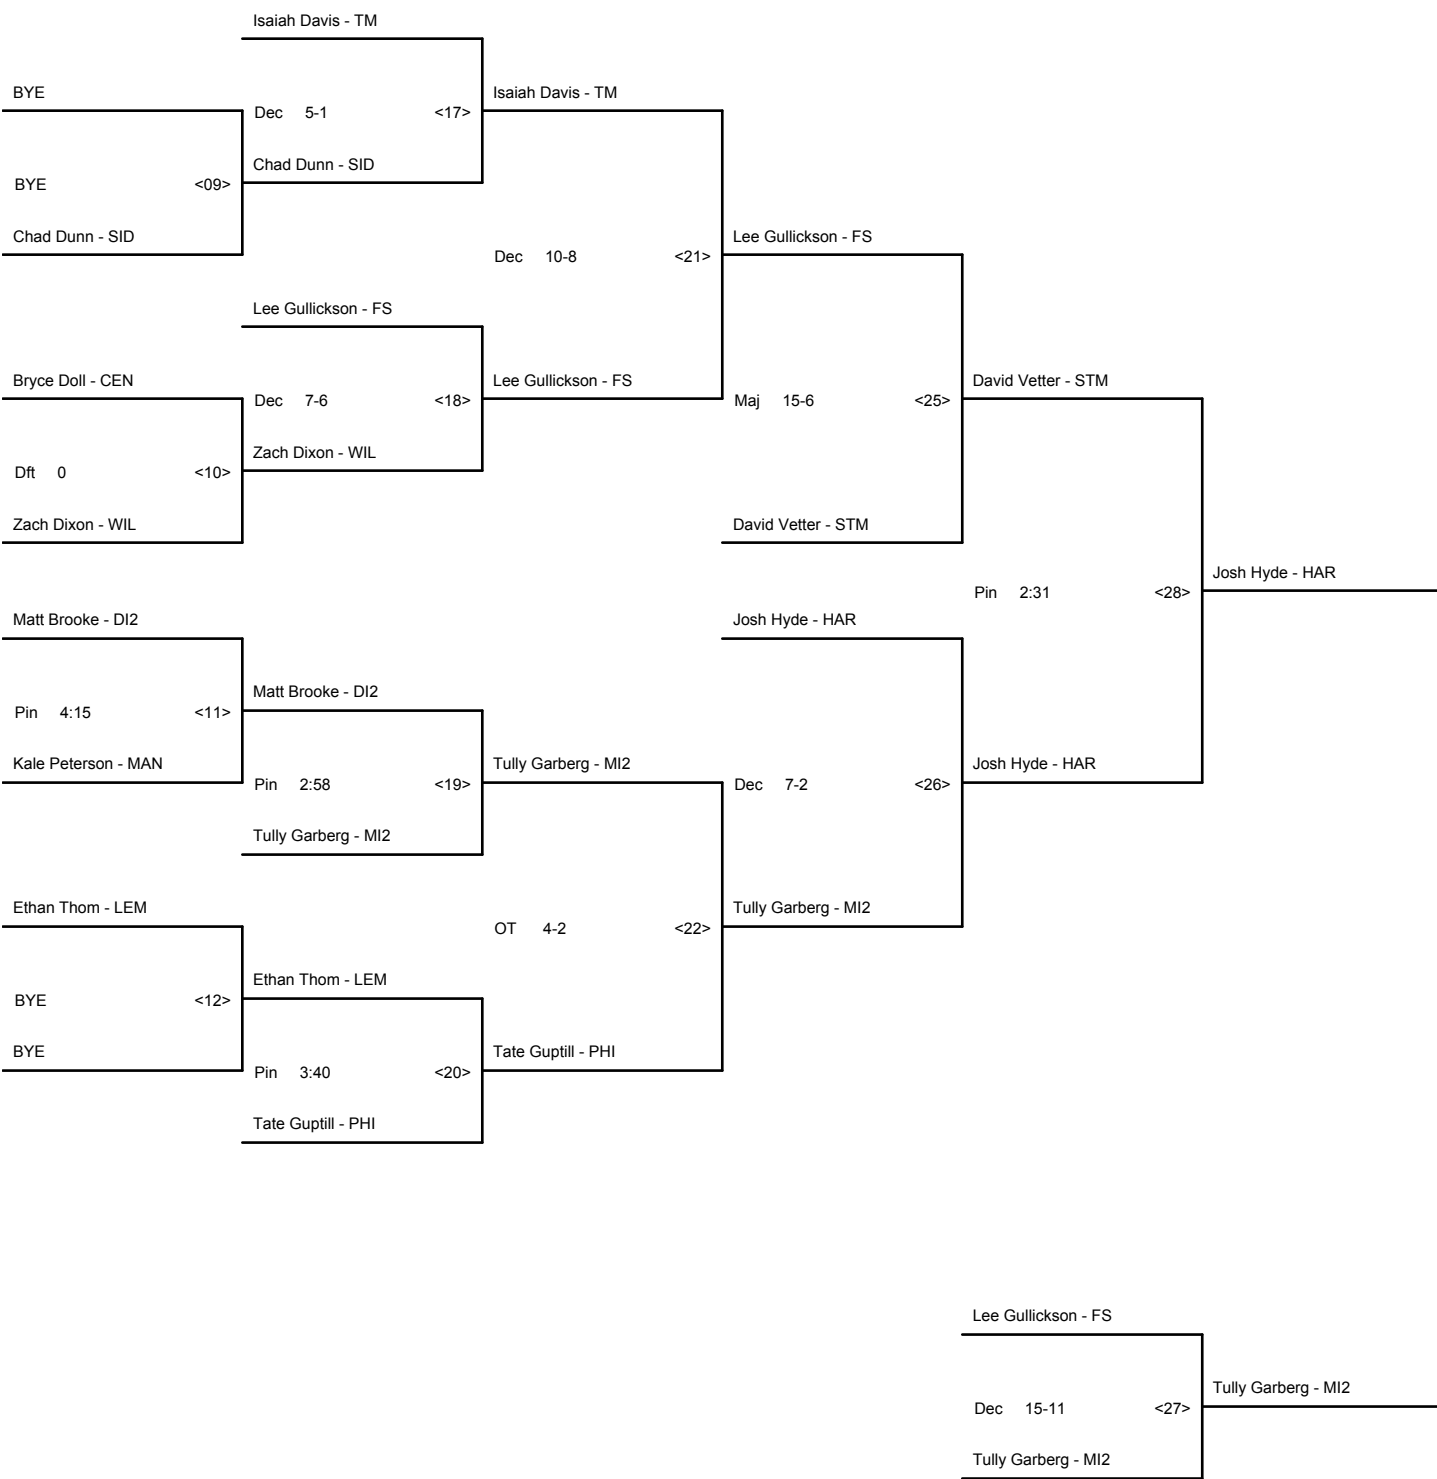 Isaiah Davis - TM
BYE
Dec 5-1 <17>
Isaiah Davis - TM
Chad Dunn - SID
BYE <09>
Chad Dunn - SID
Lee Gullickson - FS
Dec 10-8 <21>
Lee Gullickson - FS
Bryce Doll - CEN
Lee Gullickson - FS
David Vetter - STM
Dec 7-6 <18>
Maj 15-6 <25>
Zach Dixon - WIL
Dft 0 <10>
Zach Dixon - WIL
David Vetter - STM
Josh Hyde - HAR
Pin 2:31 <28>
Matt Brooke - DI2
Josh Hyde - HAR
Matt Brooke - DI2
Pin 4:15 <11>
Kale Peterson - MAN
Tully Garberg - MI2
Josh Hyde - HAR
Pin 2:58 <19>
Dec 7-2 <26>
Tully Garberg - MI2
Ethan Thom - LEM
Tully Garberg - MI2
OT 4-2 <22>
Ethan Thom - LEM
BYE <12>
BYE
Tate Guptill - PHI
Pin 3:40 <20>
Tate Guptill - PHI
Lee Gullickson - FS
Tully Garberg - MI2
Dec 15-11 <27>
Tully Garberg - MI2